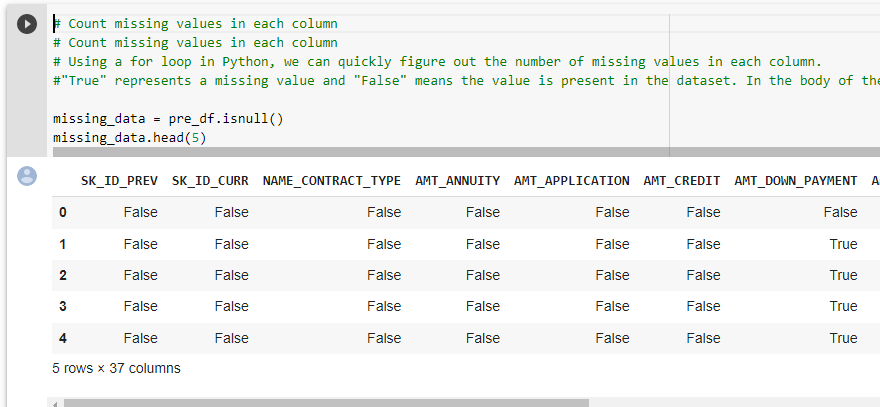 # Count missing values in each column
# Count missing values in each column
# Using a for loop in Python, we can quickly figure out the number of missing values in each column.
#"True" represents a missing value and "False" means the value is present in the dataset. In the body of the
missing_data = pre_df.isnull()
missing_data.head(5)
SK_ID_PREV SK_ID_CURR NAME_CONTRACT_TYPE AMT_ANNUITY AMT_APPLICATION AMT_CREDIT AMT_DOWN_PAYMENT
0 False False False False False False False
1 False False False False False False True
2 False False False False False False True
3 False False False False False False True
4 False False False False False False True
5 rows × 37 columns